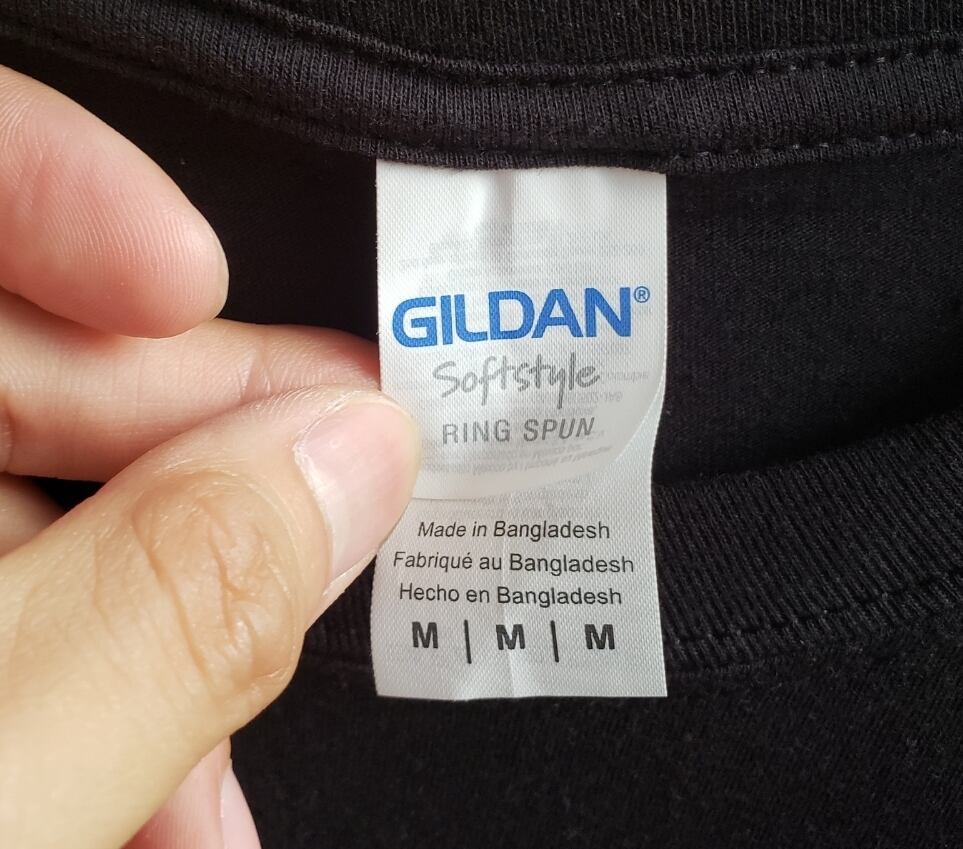 GILDAN®
Softstyle
RING SPUN
Made in Bangladesh
Fabriqué au Bangladesh
Hecho en Bangladesh
M | M | M